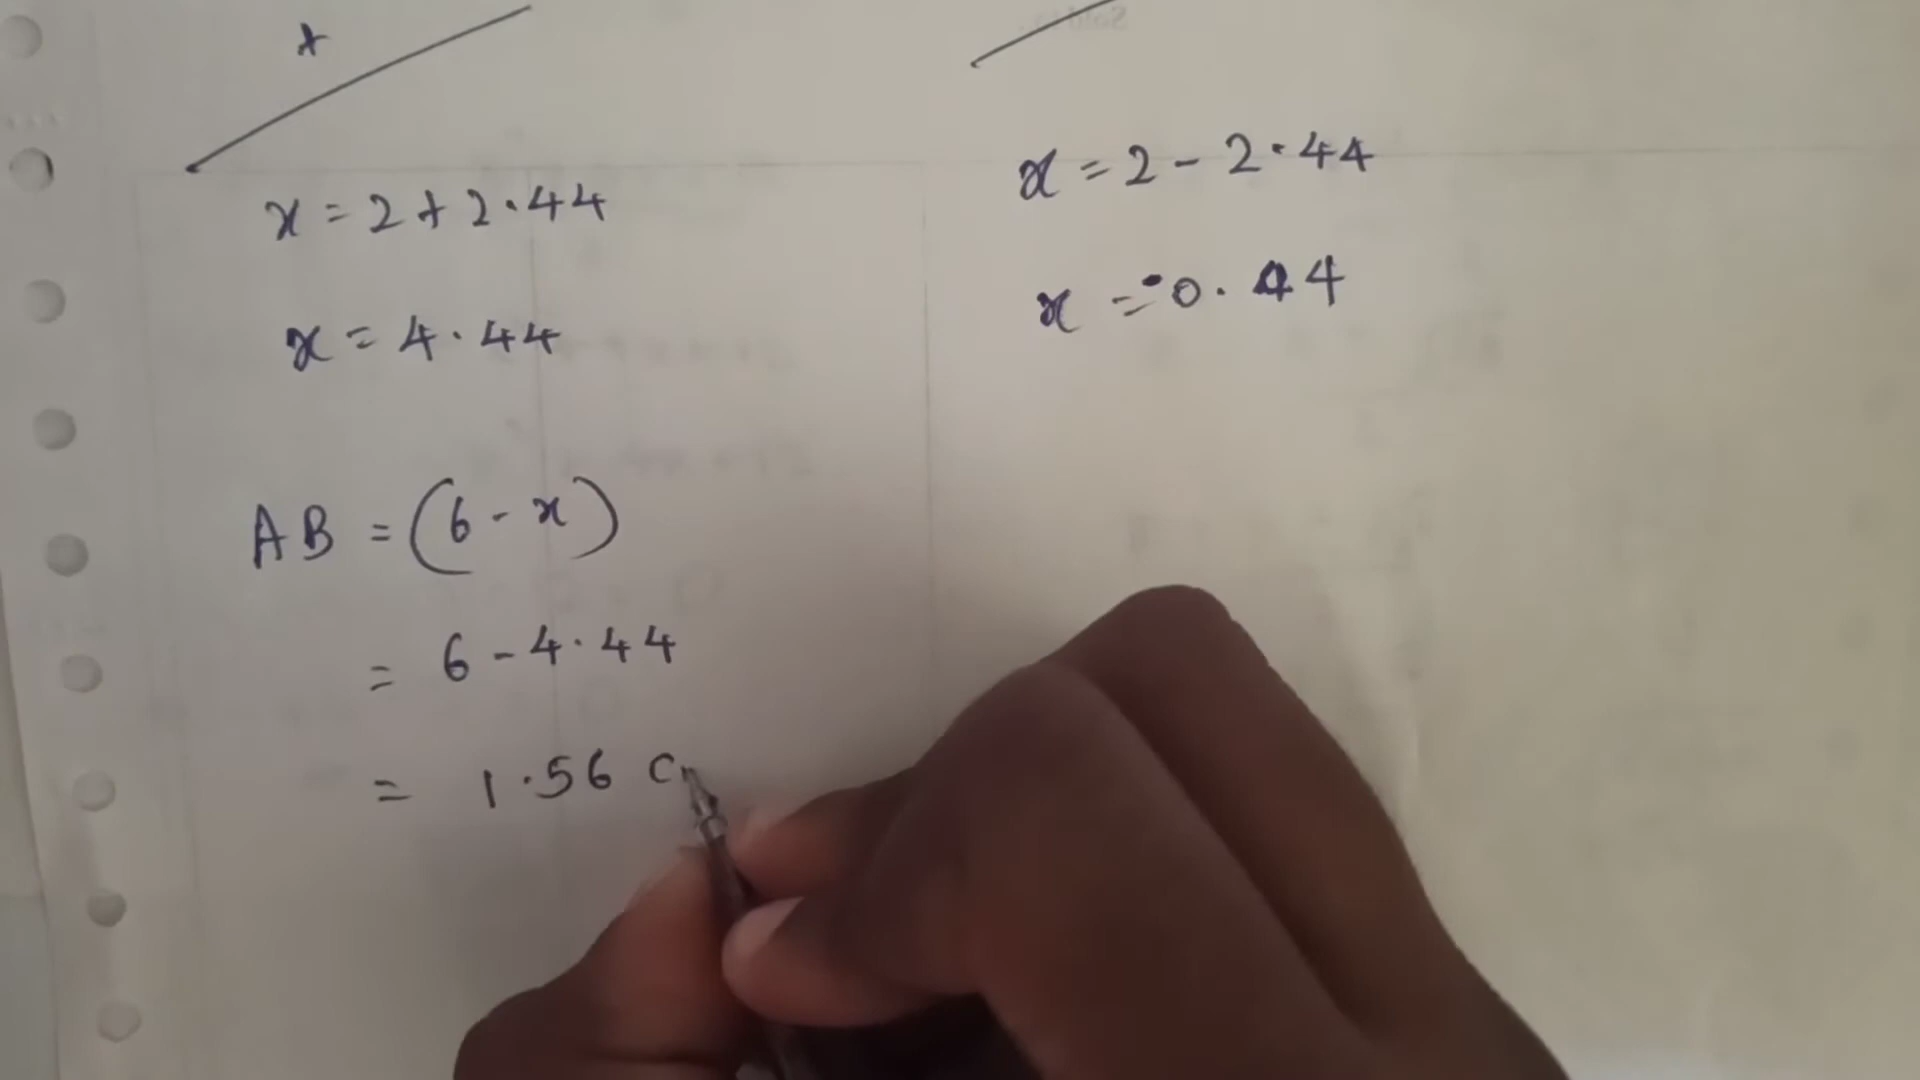 +
x = 2 + 2.44
x = 4.44
AB = (6 - x)
= 6 - 4.44
= 1.56 c
x = 2 - 2.44
x = -0.44